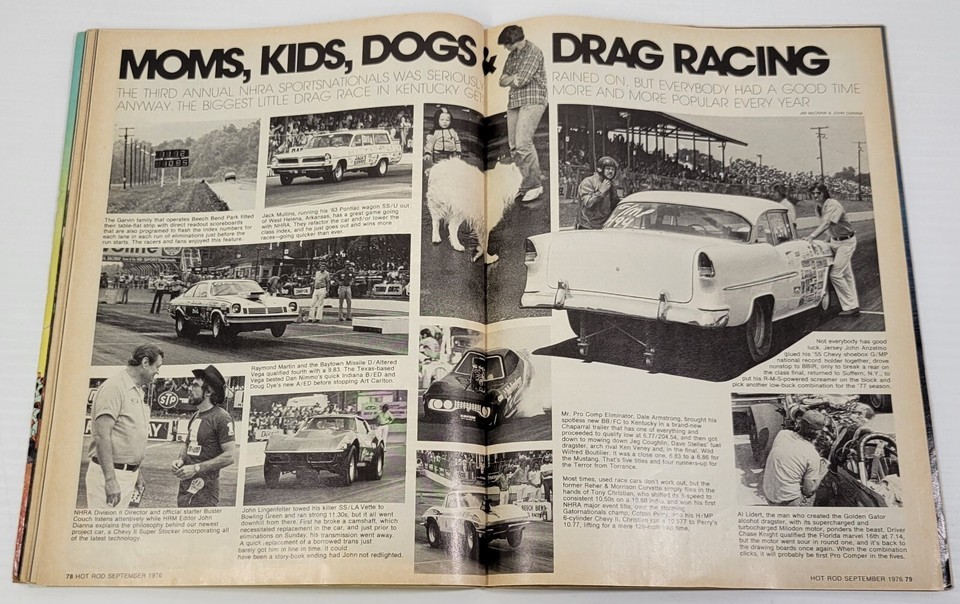 MOMS, KIDS, DOGS & DRAG RACING
THE THIRD ANNUAL NHRA SPORTSNATIONALS WAS SERIOUSLY RAINED ON, BUT EVERYBODY HAD A GOOD TIME
ANYWAY. THE BIGGEST LITTLE DRAG RACE IN KENTUCKY GETS MORE AND MORE POPULAR EVERY YEAR
The Garvin family that operates Beech Bend Park fitted
their table-flat strip with direct readout scoreboards
that are also programed to flash the index numbers for
each lane in each run of eliminations just before the
run starts. The racers and fans enjoyed this feature.
Jack Mullins, running his '63 Pontiac wagon SS/U out
of West Helena, Arkansas, has a great game going
with NHRA. They refactor the car and/or lower the
class index, and he just goes out and wins more
races—going quicker than ever.
Raymond Martin and the Baytown Missile D/Altered
Vega qualified fourth with a 9.83. The Texas-based
Vega bested Dan Nimmo's quick Indiana B/ED and
Doug Dye's new A/ED before stopping Art Carlton.
STP
NHRA Division II Director and official starter Buster
Couch listens attentively while HRM Editor John
Dianna explains the philosophy behind our newest
project car, a Chevy II Super Stocker incorporating all
of the latest technology.
John Lingenfelter towed his killer SS/LA Vette to
Bowling Green and ran strong 11.30s, but it all went
downhill from there. First he broke a camshaft, which
necessitated replacement in the car, and just prior to
eliminations on Sunday, his transmission went away.
A quick replacement of a borrowed trans just
barely got him in line in time. It could
have been a story-book ending had John not redlighted.
Not everybody has good
luck. Jersey John Anzelmo
glued his '55 Chevy shoebox G/MP
national record holder together, drove
nonstop to BBIR, only to break a rear on
the class final, returned to Suffern, N.Y., to
put his R-M-S-powered screamer on the block and
pick another low-buck combination for the '77 season.
Mr. Pro Comp Eliminator, Dale Armstrong, brought his
spotless new BB/FC to Kentucky in a brand-new
Chaparral trailer that has one of everything and
proceeded to qualify low at 6.77/204.54, and then got
down to mowing down Jag Coughlin, Dave Stelles' fuel
dragster, arch rival Ken Veney and, in the final, Wild
Wilfred Boutilier. It was a close one, 6.83 to a 6.86 for
the Mustang. That's five titles and four runners-up for
the Terror from Torrance.
Most times, used race cars don't work out, but the
former Reher & Morrison Corvette simply flies in the
hands of Tony Christian, who shifted its
consistent 10.50s on a and won his first
NHRA major event title, over the
Gatornationals champ, Cotton Perry, and his H/MP
6-cylinder Chevy II, Christian to Perry's
10.77, lifting for a mere
Al Lidert, the man who created the Golden Gator
alcohol dragster, with its supercharged and
turbocharged Milodon motor, ponders the beast. Driver
Chase Knight qualified the Florida marvel 16th at 7.14,
but the motor went sour in round one, and it's back to
the drawing boards once again. When the combination
clicks, it will probably be first Pro Comper in the fives.
78 HOT ROD SEPTEMBER 1976
HOT ROD SEPTEMBER 1976 79